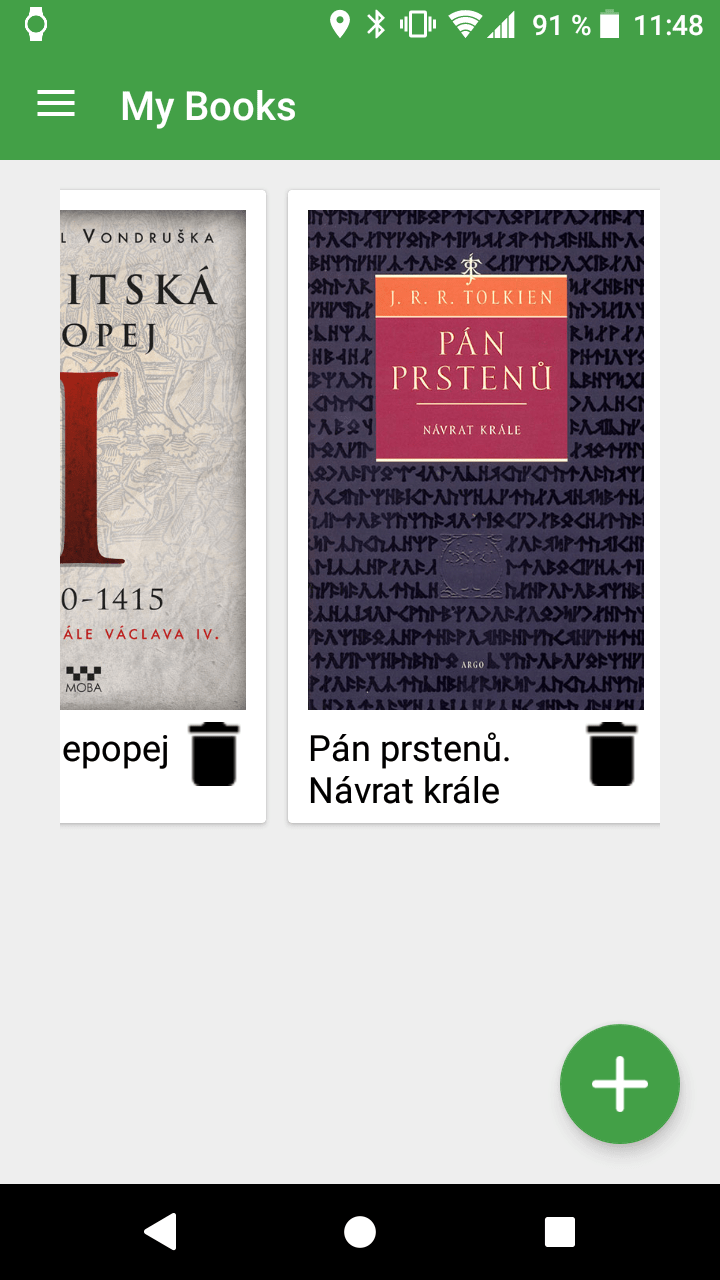 91 % 11:48
My Books
L VONDRUŠKA
ITSKÁ
OPEJ
I
0-1415
ÁLE VÁCLAVA IV.
MOBA
epopej
J. R. R. TOLKIEN
PÁN
PRSTENŮ
NÁVRAT KRÁLE
ARGO
Pán prstenů.
Návrat krále